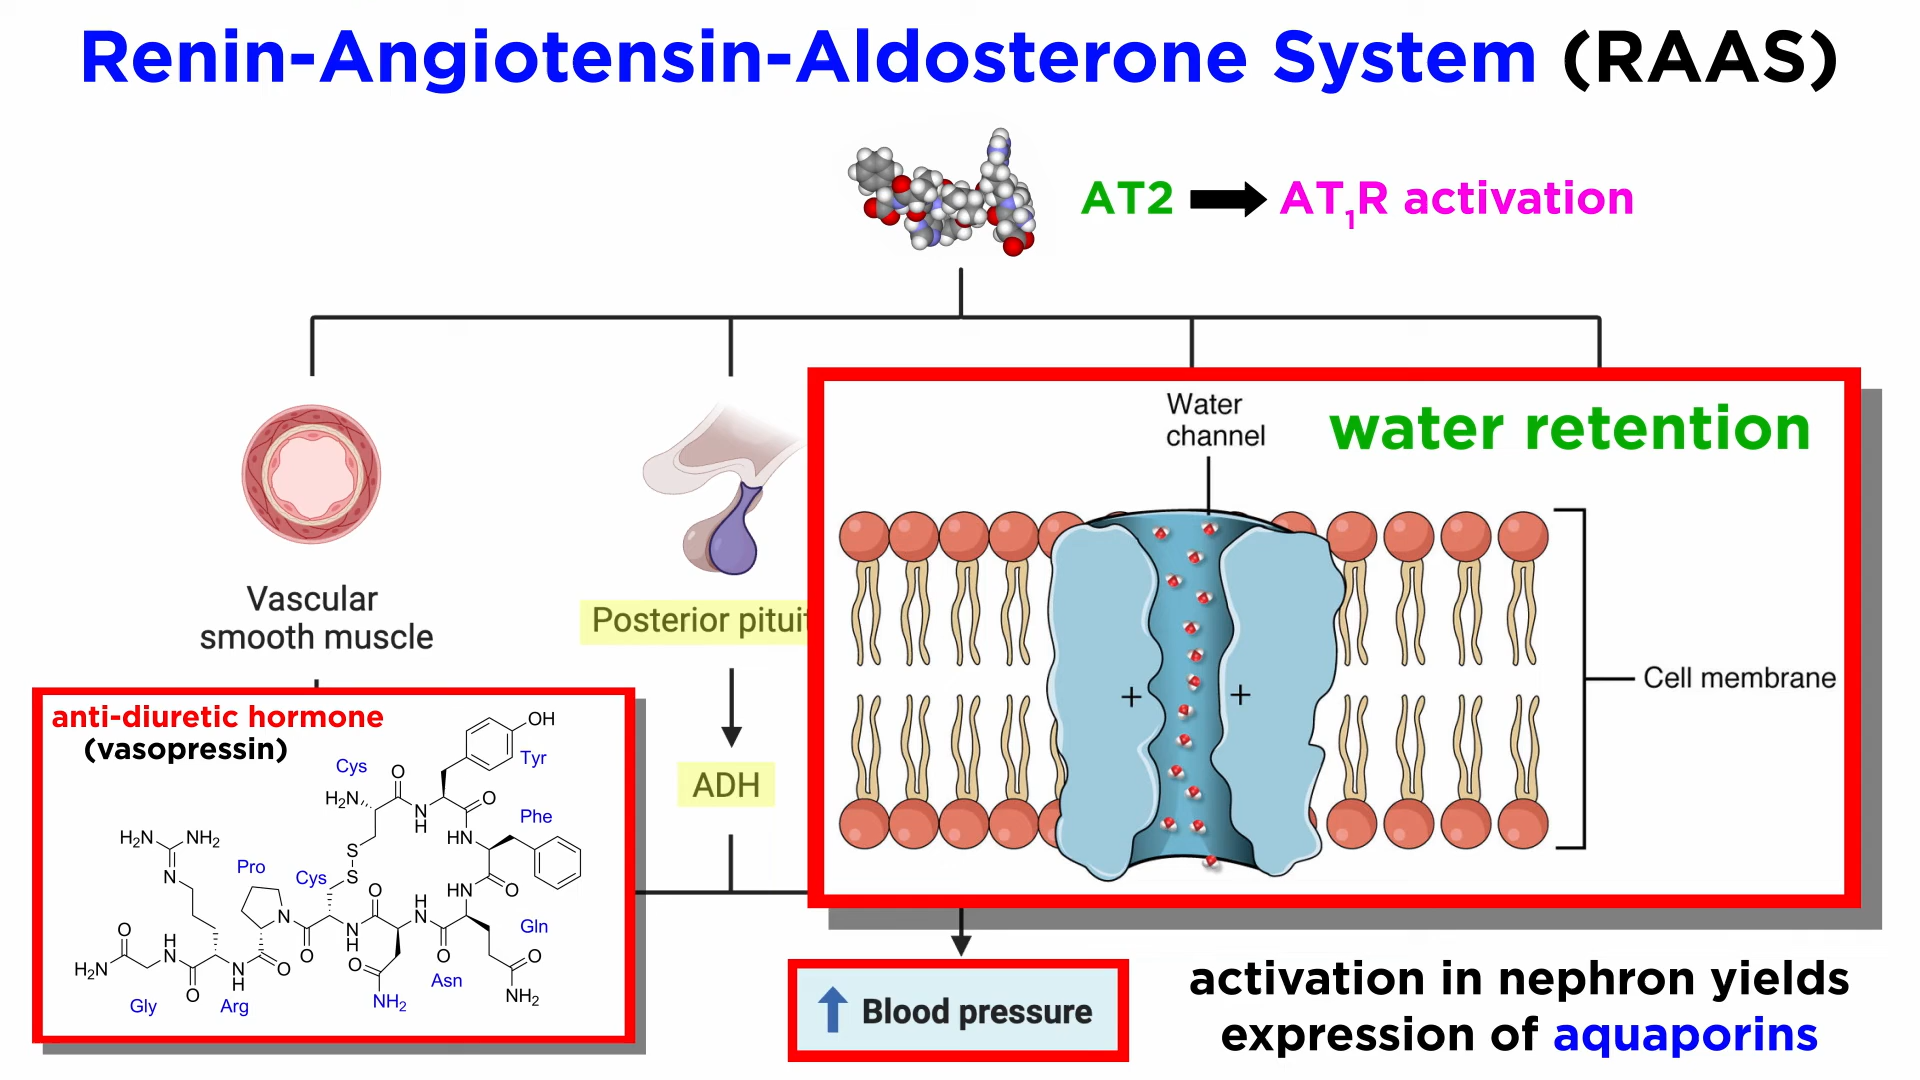 Renin-Angiotensin-Aldosterone System (RAAS)
AT2 AT₁R activation
Vascular
smooth muscle
Posterior
ADH
Water
channel
water retention
+ +
Cell membrane
anti-diuretic hormone
(vasopressin)
OH
Tyr
Cys
O
H₂N
N
H
O
HN
Phe
S
S
H₂N
NH₂
N
Pro
Cys
O
H
N
HN
O
Gln
O
H
N
N
O
N
H
O
O
O
H₂N
O
N
H
O
Asn
NH₂
NH₂
Gly
Arg
Blood pressure
activation in nephron yields
expression of aquaporins